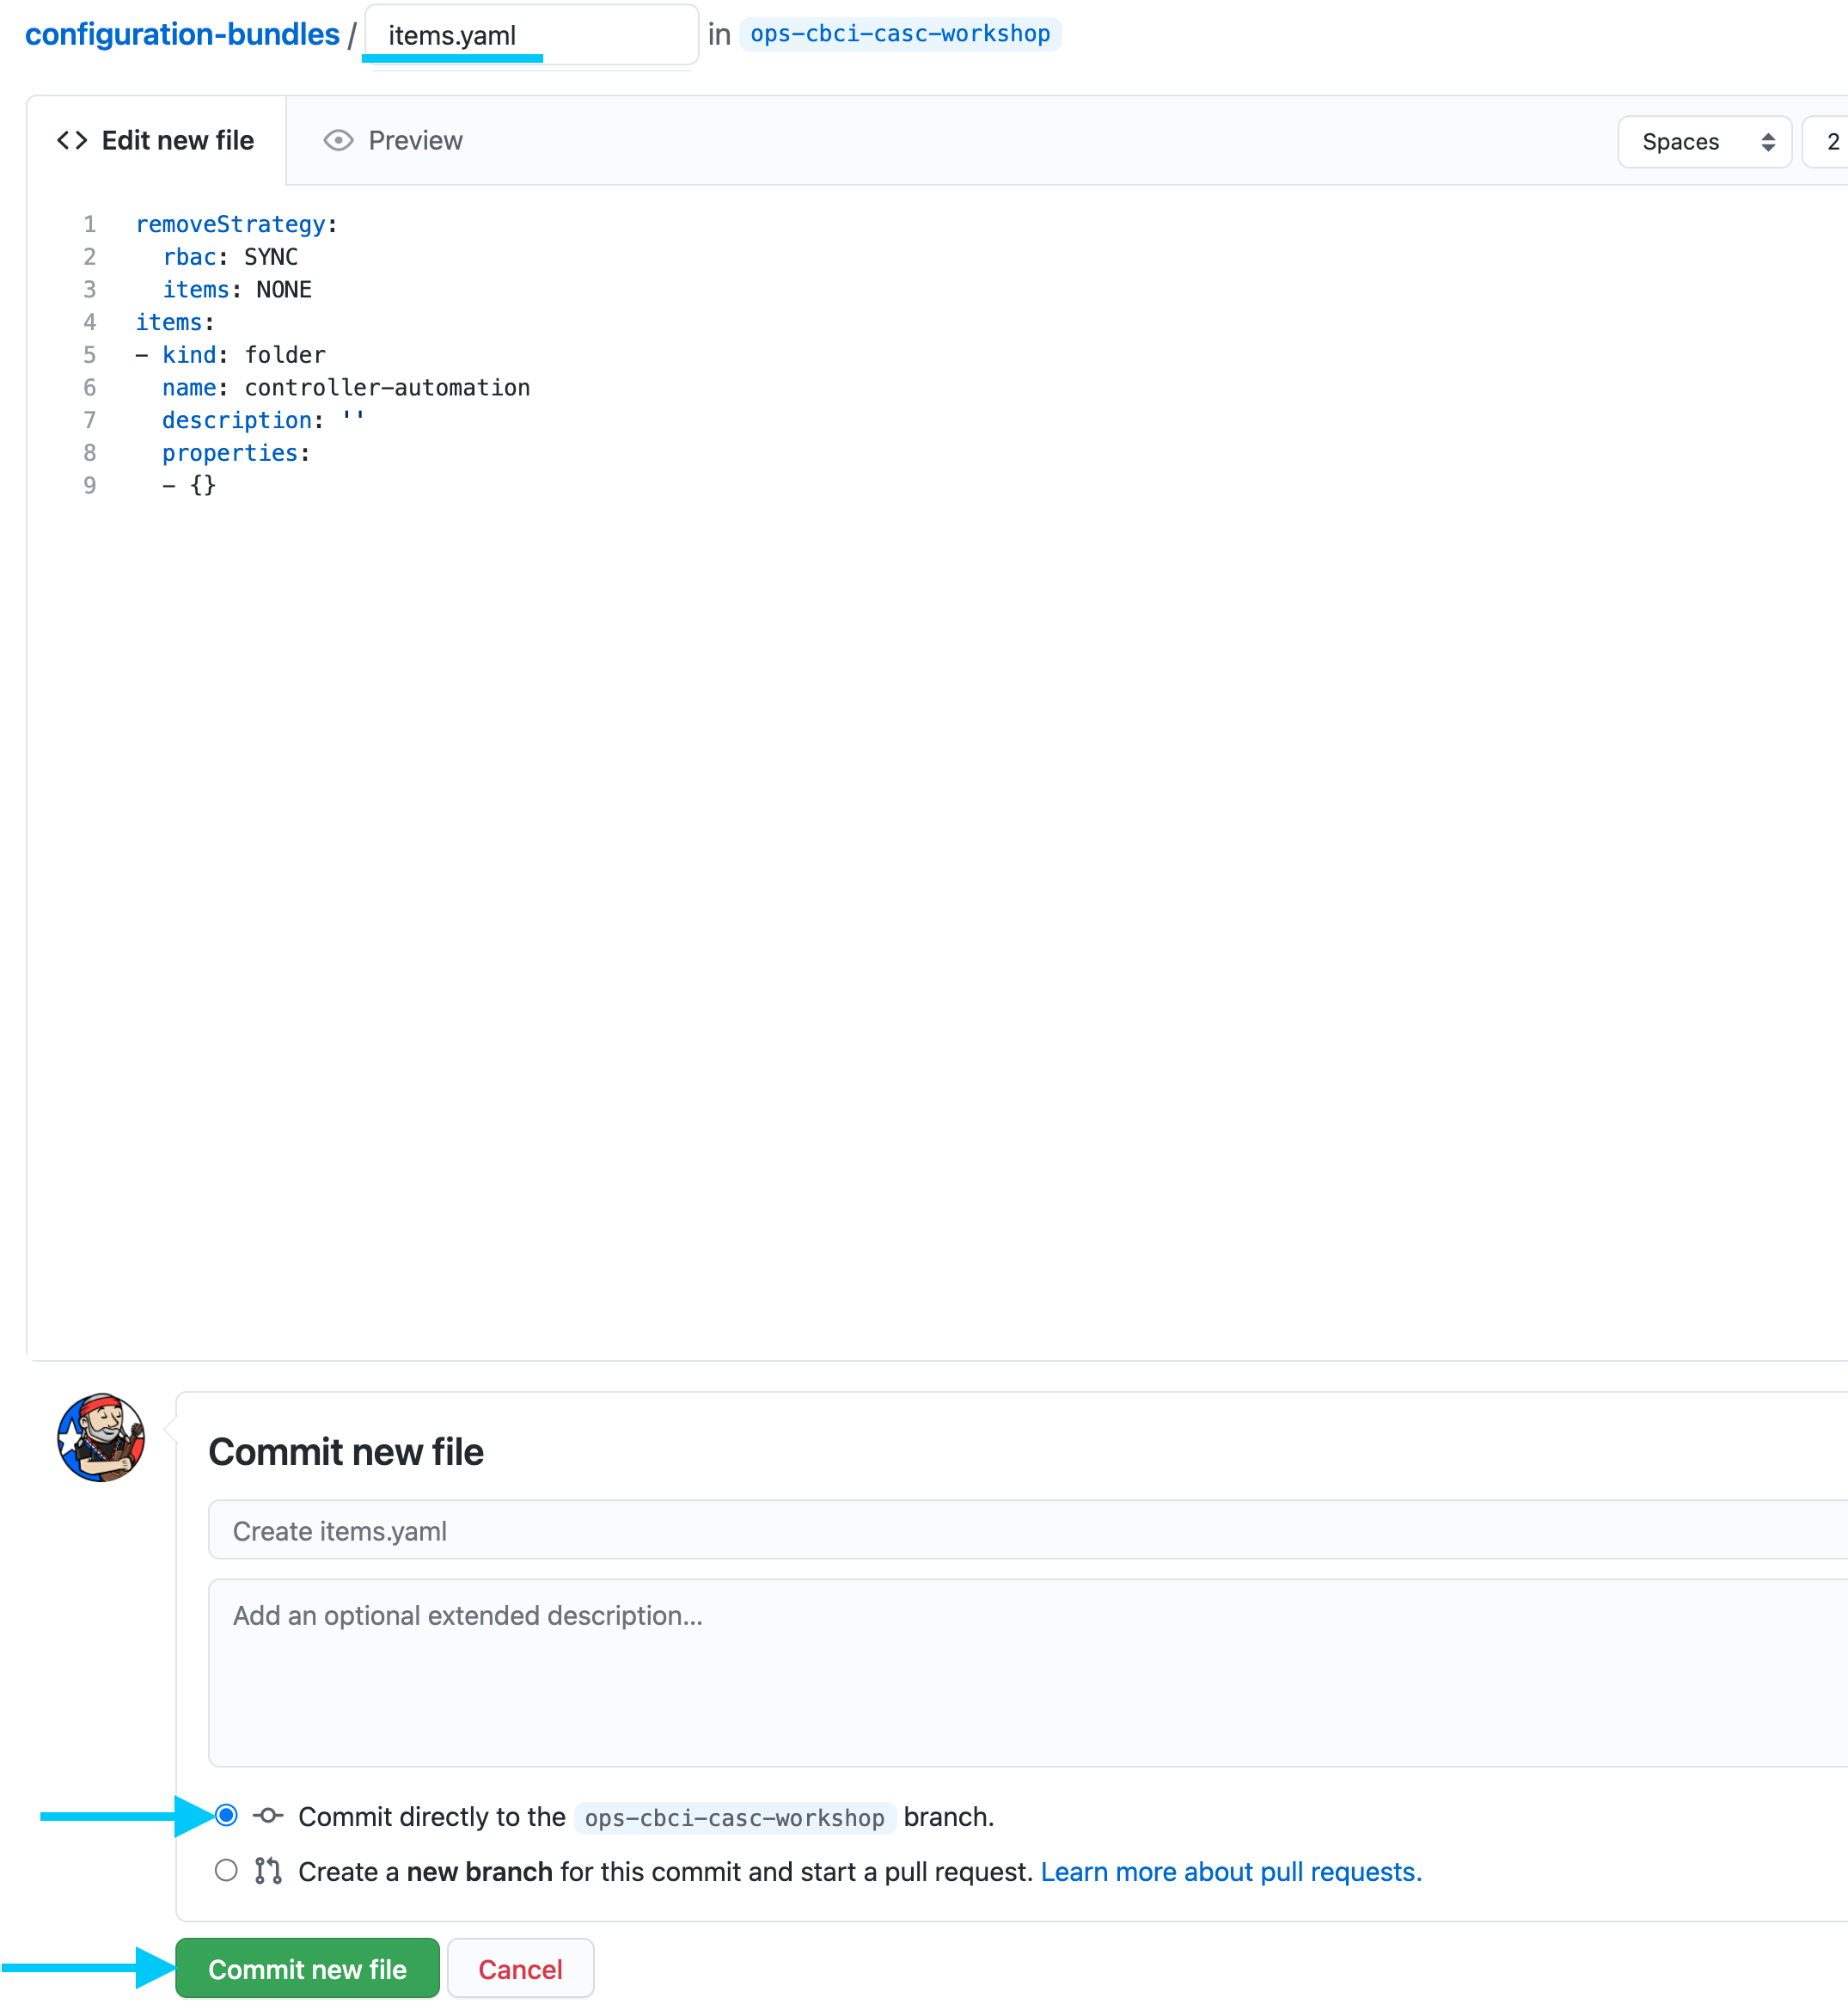 configuration-bundles / items.yaml in ops-cbci-casc-workshop
Edit new file Preview Spaces 2
1 removeStrategy:
2   rbac: SYNC
3   items: NONE
4 items:
5 - kind: folder
6   name: controller-automation
7   description: ''
8   properties:
9   - {}
Commit new file
Create items.yaml
Add an optional extended description...
Commit directly to the ops-cbci-casc-workshop branch.
Create a new branch for this commit and start a pull request. Learn more about pull requests.
Commit new file Cancel